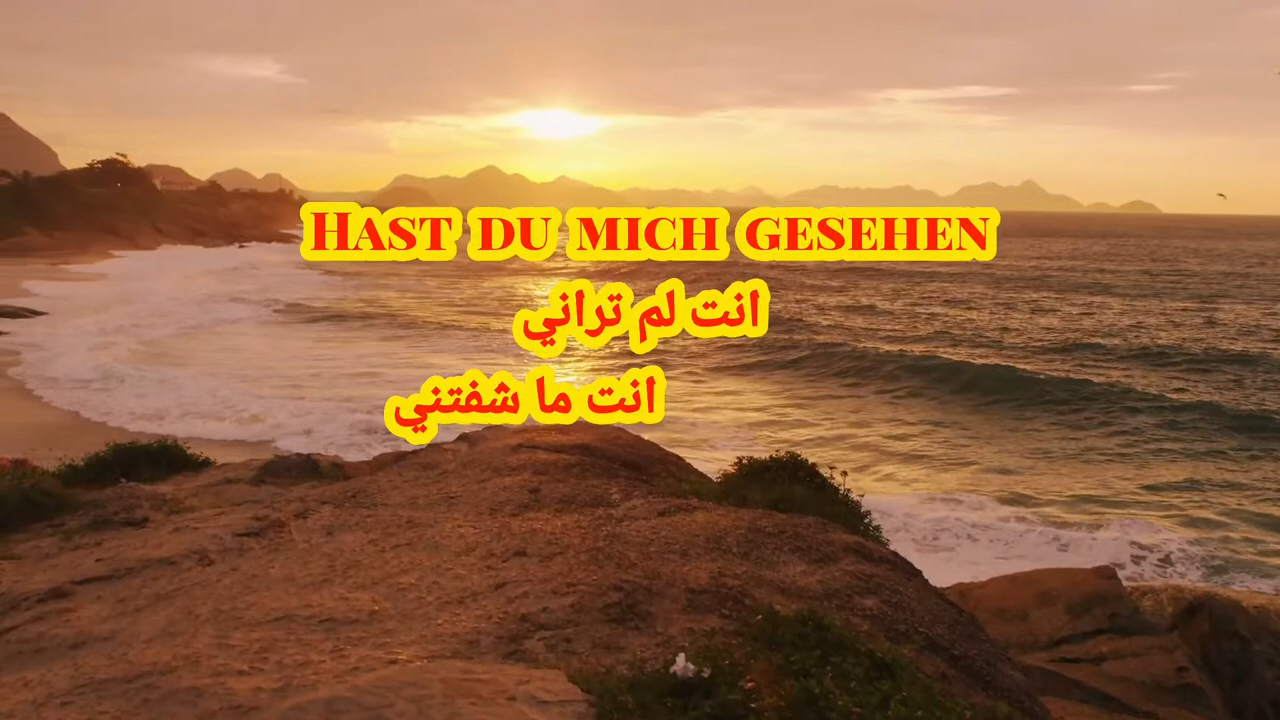 Hast du mich gesehen
انت لم تراني
انت ما شفتني